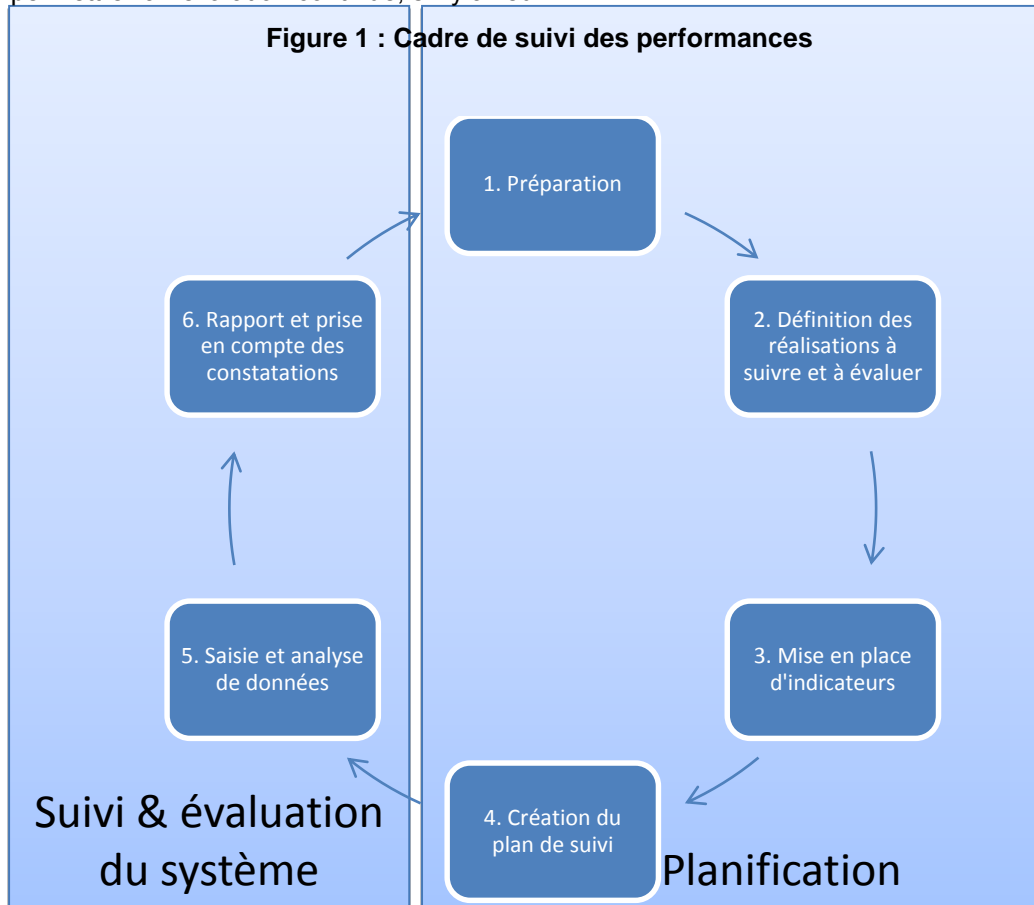 Figure 1 : Cadre de suivi des performances
1. Préparation
2. Définition des
réalisations à
suivre et à évaluer
3. Mise en place
d'indicateurs
4. Création du
plan de suivi
5. Saisie et analyse
de données
6. Rapport et prise
en compte des
constatations
Suivi & évaluation
du système
Planification